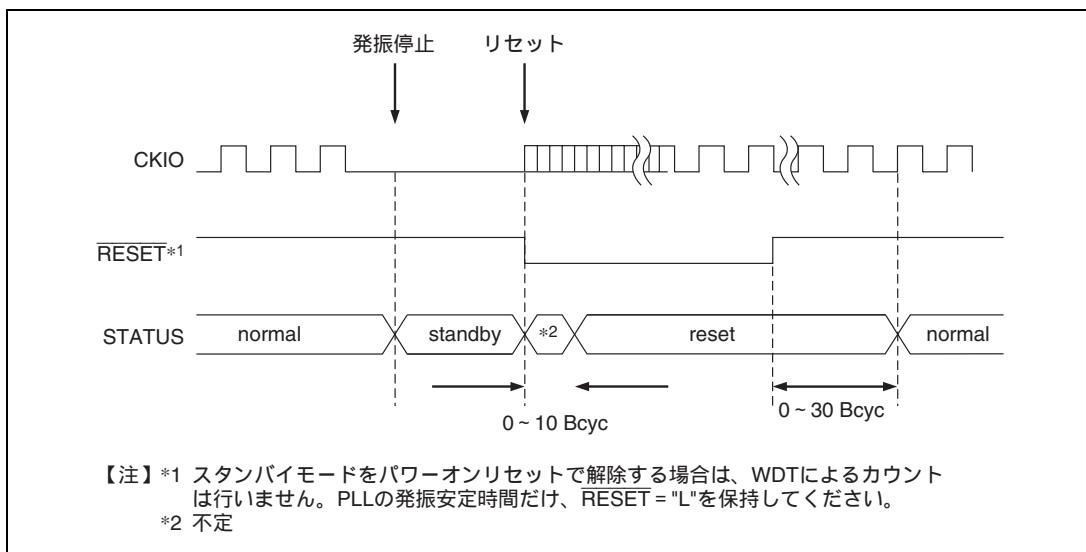 発振停止 リセット
CKIO
RESET*1
STATUS normal standby *2 reset normal
0 ~ 10 Bcyc 0 ~ 30 Bcyc
【注】*1 スタンバイモードをパワーオンリセットで解除する場合は、WDTによるカウント
は行いません。PLLの発振安定時間だけ、RESET = "L"を保持してください。
*2 不定